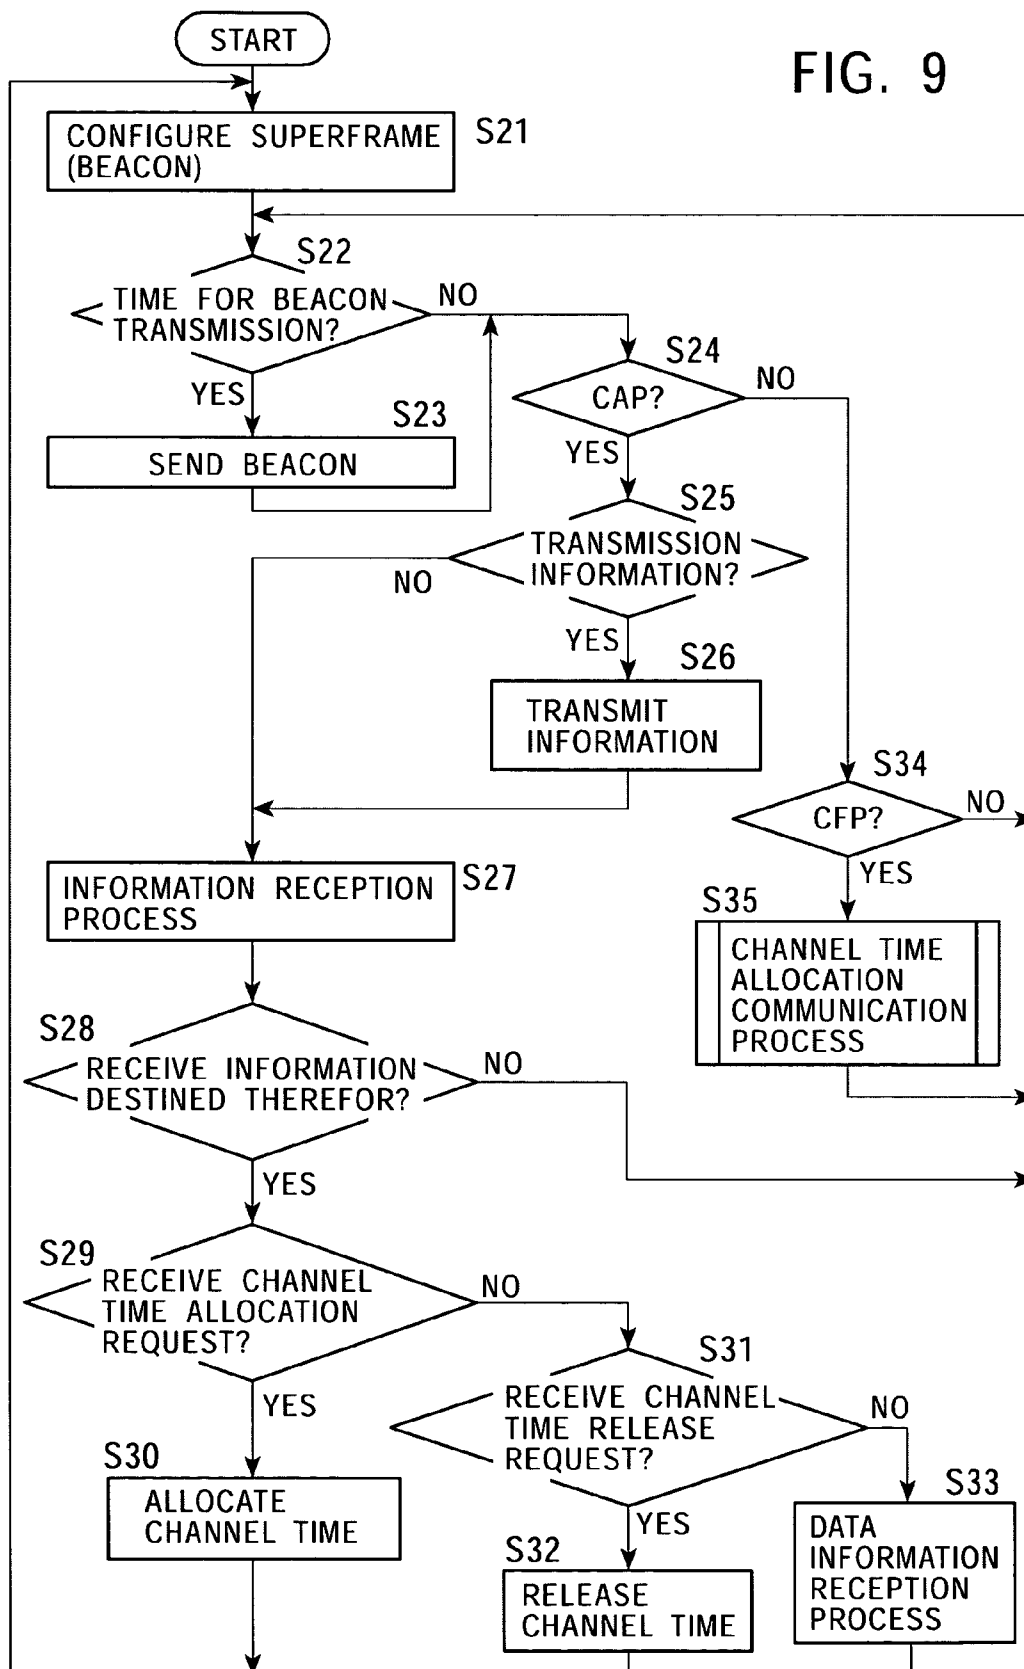 START
FIG. 9
CONFIGURE SUPERFRAME
(BEACON)
S21
S22
TIME FOR BEACON
TRANSMISSION?
NO
YES
S23
SEND BEACON
S24
CAP?
NO
YES
S25
TRANSMISSION
INFORMATION?
NO
YES
S26
TRANSMIT
INFORMATION
S34
CFP?
NO
YES
S27
INFORMATION RECEPTION
PROCESS
S35
CHANNEL TIME
ALLOCATION
COMMUNICATION
PROCESS
S28
RECEIVE INFORMATION
DESTINED THEREFOR?
NO
YES
S29
RECEIVE CHANNEL
TIME ALLOCATION
REQUEST?
NO
YES
S31
RECEIVE CHANNEL
TIME RELEASE
REQUEST?
NO
YES
S30
ALLOCATE
CHANNEL TIME
S32
RELEASE
CHANNEL TIME
S33
DATA
INFORMATION
RECEPTION
PROCESS